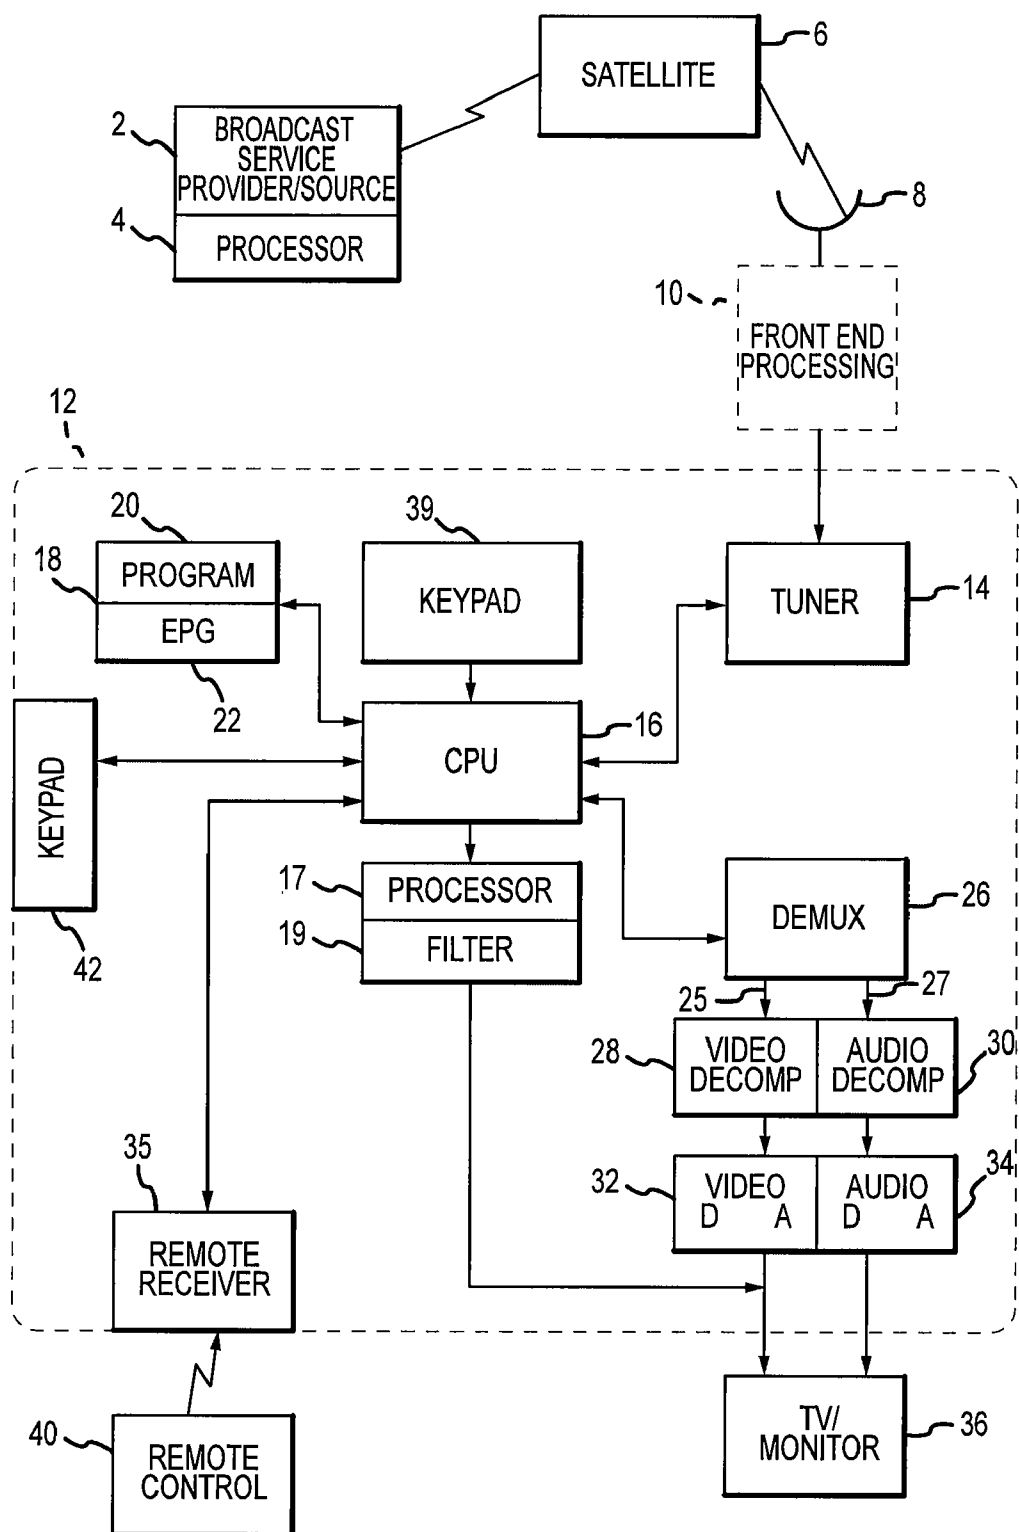 6
SATELLITE
2
BROADCAST
SERVICE
PROVIDER/SOURCE
8
4
PROCESSOR
10
FRONT END
PROCESSING
12
20
39
18
PROGRAM
KEYPAD
TUNER
14
EPG
22
16
CPU
KEYPAD
17
PROCESSOR
26
DEMUX
19
FILTER
42
25
27
28
VIDEO
DECOMP
AUDIO
DECOMP
30
35
32
VIDEO
D A
AUDIO
D A
34
REMOTE
RECEIVER
40
REMOTE
CONTROL
TV/
MONITOR
36